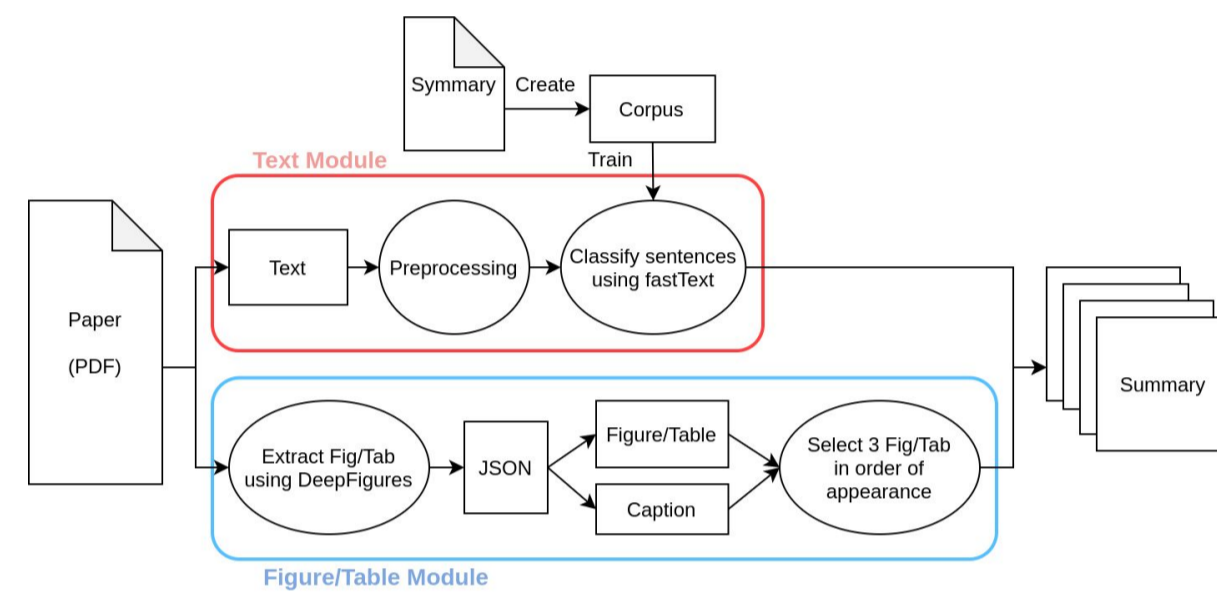 Symmary
Create
Corpus
Train
Text Module
Paper
(PDF)
Text
Preprocessing
Classify sentences
using fastText
Extract Fig/Tab
using DeepFigures
JSON
Figure/Table
Caption
Select 3 Fig/Tab
in order of
appearance
Summary
Figure/Table Module